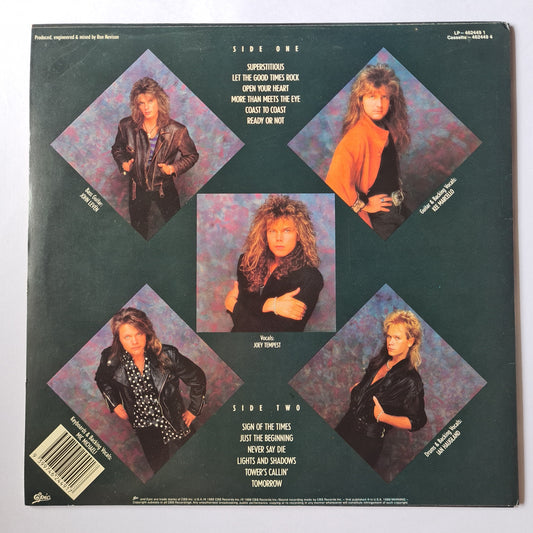 Produced, engineered & mixed by Ron Nevison
LP – 462449 1
Cassette – 462449 4
SIDE ONE
SUPERSTITIOUS
LET THE GOOD TIMES ROCK
OPEN YOUR HEART
MORE THAN MEETS THE EYE
COAST TO COAST
READY OR NOT
Bass Guitar:
JOHN LEVEN
Guitar & Backing Vocals:
KEE MARCELLO
Vocals:
JOEY TEMPEST
Keyboards & Backing Vocals:
MIC MICHAELI
Drums & Backing Vocals:
IAN HAUGLAND
SIDE TWO
SIGN OF THE TIMES
JUST THE BEGINNING
NEVER SAY DIE
LIGHTS AND SHADOWS
TOWER'S CALLIN'
TOMORROW
Epic